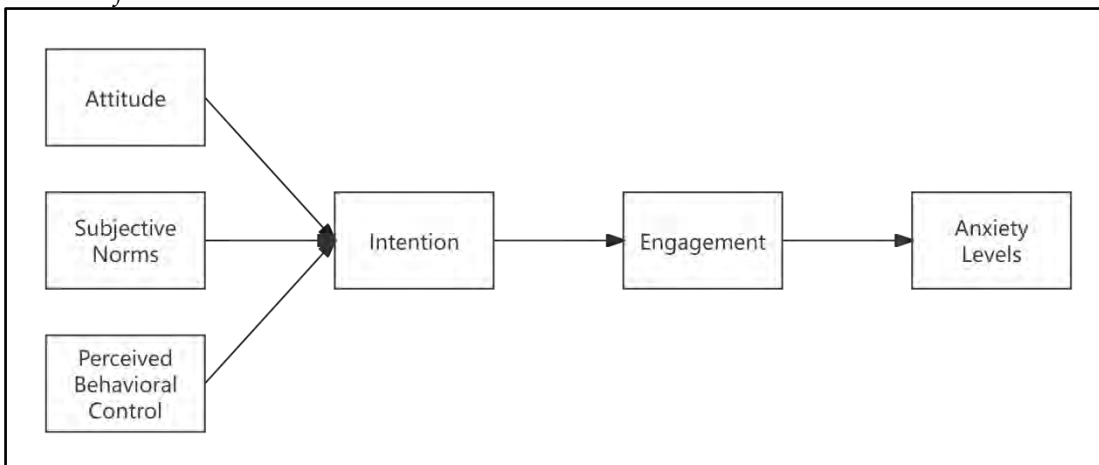 Attitude
Subjective
Norms
Intention
Engagement
Anxiety
Levels
Perceived
Behavioral
Control